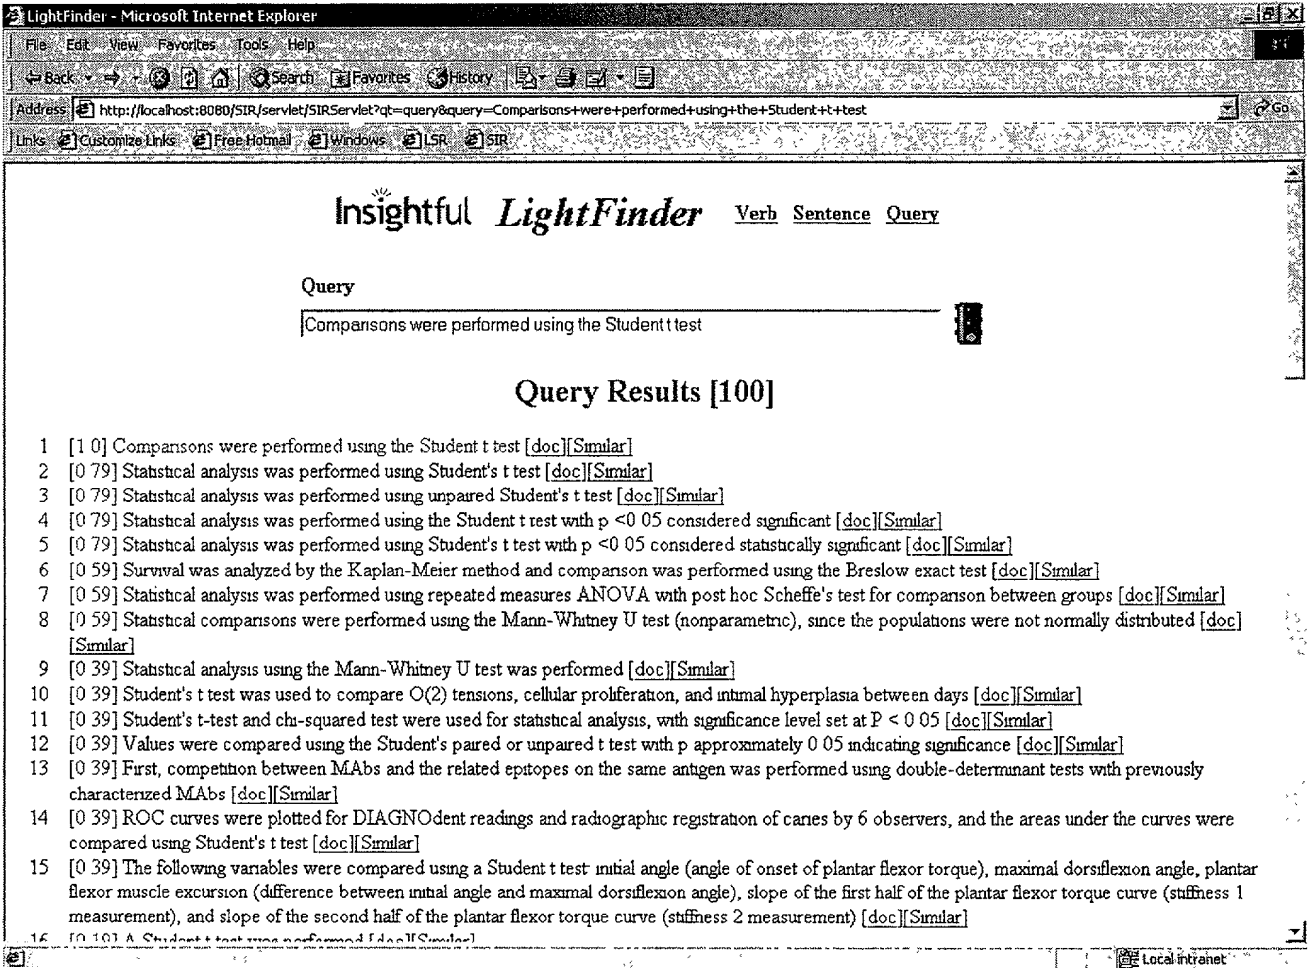 LightFinder - Microsoft Internet Explorer
File Edit View Favorites Tools Help
Back Search Favorites History
Address http://localhost:8080/SIR/servlet/SIRServlet?qt=query&query=Comparisons+were+performed+using+the+Student+t+test Go
Links Customize Links Free Hotmail Windows LSR SIR
Insightful LightFinder Verb Sentence Query
Query
Comparisons were performed using the Student t test
Query Results [100]
1 [1 0] Comparisons were performed using the Student t test [doc][Similar]
2 [0 79] Statistical analysis was performed using Student's t test [doc][Similar]
3 [0 79] Statistical analysis was performed using unpaired Student's t test [doc][Similar]
4 [0 79] Statistical analysis was performed using the Student t test with p <0 05 considered significant [doc][Similar]
5 [0 79] Statistical analysis was performed using Student's t test with p <0 05 considered statistically significant [doc][Similar]
6 [0 59] Survival was analyzed by the Kaplan-Meier method and comparison was performed using the Breslow exact test [doc][Similar]
7 [0 59] Statistical analysis was performed using repeated measures ANOVA with post hoc Scheffe's test for comparison between groups [doc][Similar]
8 [0 59] Statistical comparisons were performed using the Mann-Whitney U test (nonparametric), since the populations were not normally distributed [doc]
[Similar]
9 [0 39] Statistical analysis using the Mann-Whitney U test was performed [doc][Similar]
10 [0 39] Student's t test was used to compare O(2) tensions, cellular proliferation, and intimal hyperplasia between days [doc][Similar]
11 [0 39] Student's t-test and chi-squared test were used for statistical analysis, with significance level set at P < 0 05 [doc][Similar]
12 [0 39] Values were compared using the Student's paired or unpaired t test with p approximately 0 05 indicating significance [doc][Similar]
13 [0 39] First, competition between MAbs and the related epitopes on the same antigen was performed using double-determinant tests with previously
characterized MAbs [doc][Similar]
14 [0 39] ROC curves were plotted for DIAGNOdent readings and radiographic registration of caries by 6 observers, and the areas under the curves were
compared using Student's t test [doc][Similar]
15 [0 39] The following variables were compared using a Student t test initial angle (angle of onset of plantar flexor torque), maximal dorsiflexion angle, plantar
flexor muscle excursion (difference between initial angle and maximal dorsiflexion angle), slope of the first half of the plantar flexor torque curve (stiffness 1
measurement), and slope of the second half of the plantar flexor torque curve (stiffness 2 measurement) [doc][Similar]
16 [0 19] A Student t test was performed [doc][Similar]
Local intranet